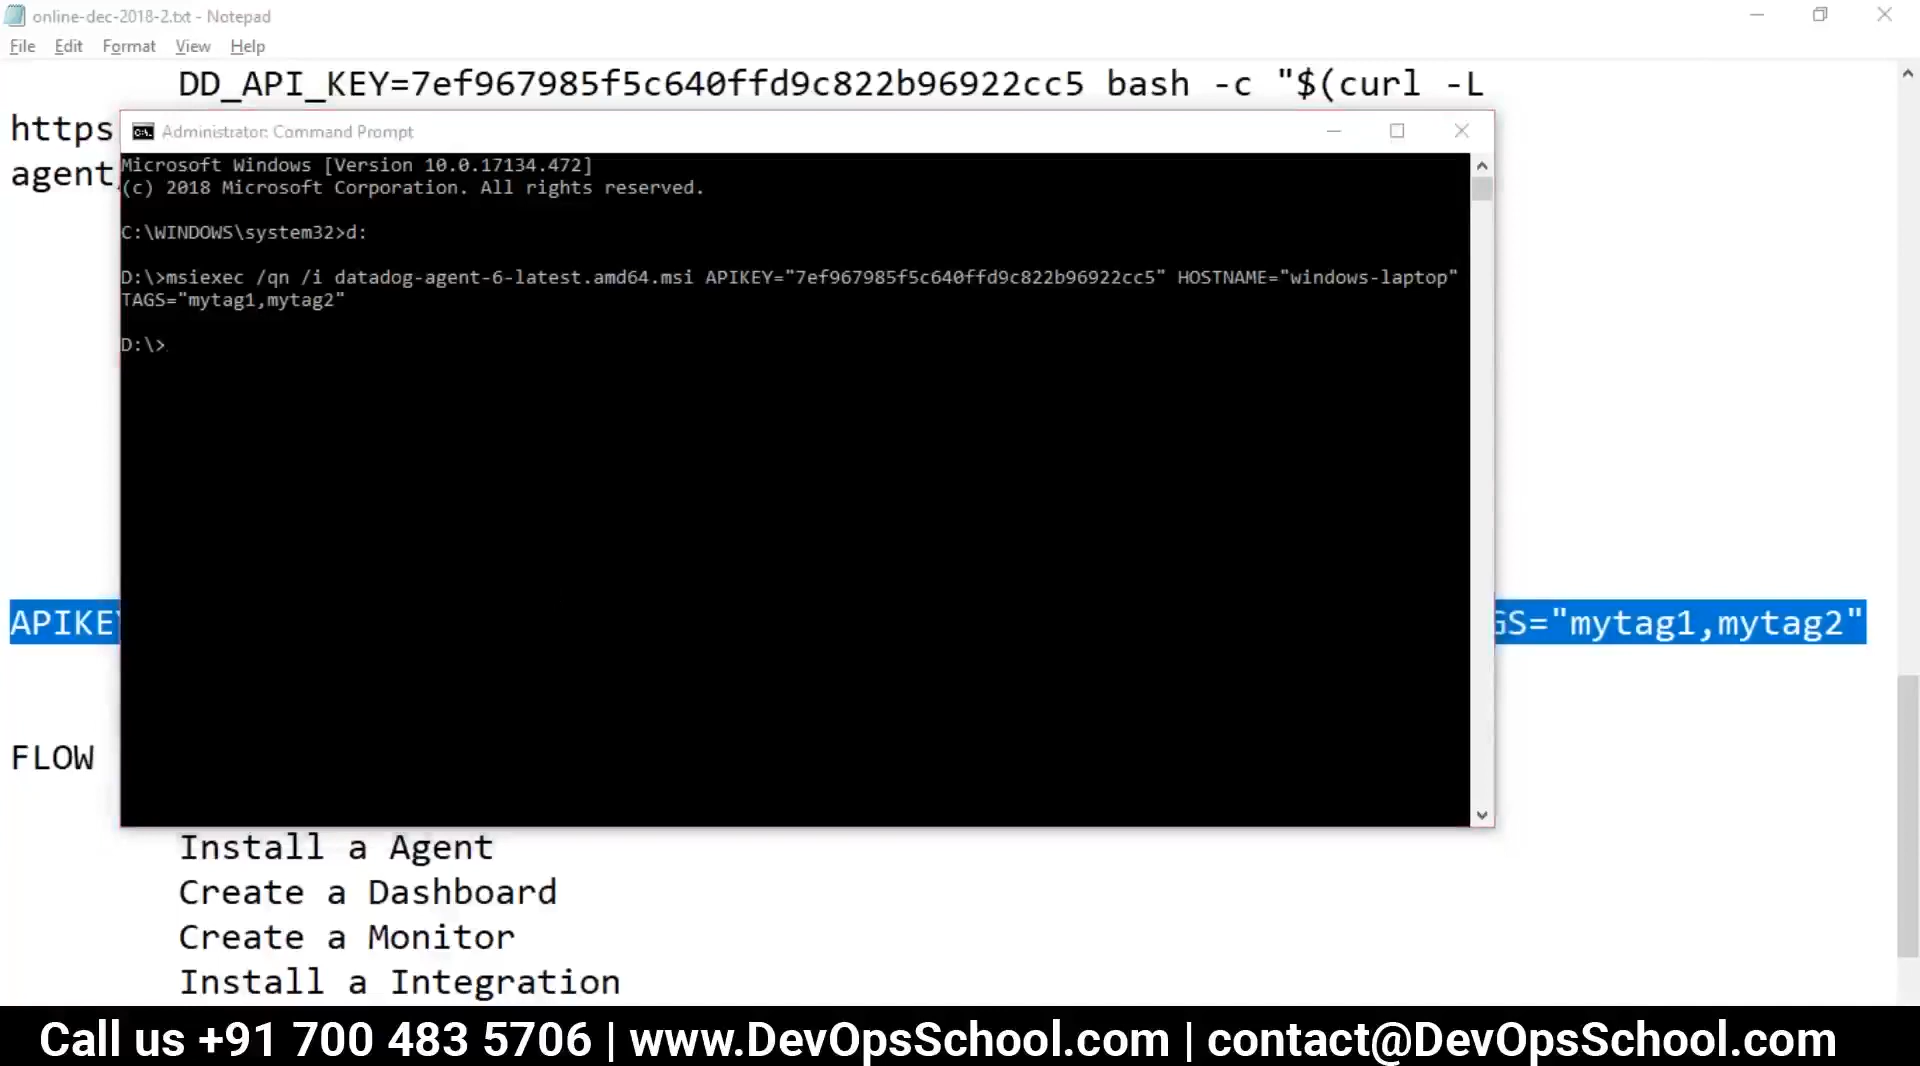 online-dec-2018-2.txt - Notepad
File Edit Format View Help
DD_API_KEY=7ef967985f5c640ffd9c822b96922cc5 bash -c "$(curl -L
https
agent
Administrator: Command Prompt
Microsoft Windows [Version 10.0.17134.472]
(c) 2018 Microsoft Corporation. All rights reserved.
C:\WINDOWS\system32>d:
D:\>msiexec /qn /i datadog-agent-6-latest.amd64.msi APIKEY="7ef967985f5c640ffd9c822b96922cc5" HOSTNAME="windows-laptop"
TAGS="mytag1,mytag2"
D:\>
APIKEY GS="mytag1,mytag2"
FLOW
Install a Agent
Create a Dashboard
Create a Monitor
Install a Integration
Call us +91 700 483 5706 | www.DevOpsSchool.com | contact@DevOpsSchool.com